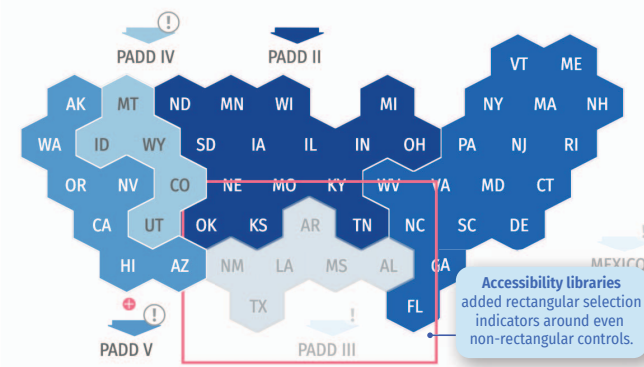 !
PADD IV
PADD II
VT ME
AK MT ND MN WI MI NY MA NH
WA ID WY SD IA IL IN OH PA NJ RI
OR NV CO NE MO KY WV VA MD CT
CA UT OK KS AR TN NC SC DE
!
HI AZ NM LA MS AL GA
MEXICO
TX FL
Accessibility libraries
added rectangular selection
indicators around even
non-rectangular controls.
!
!
PADD V
PADD III